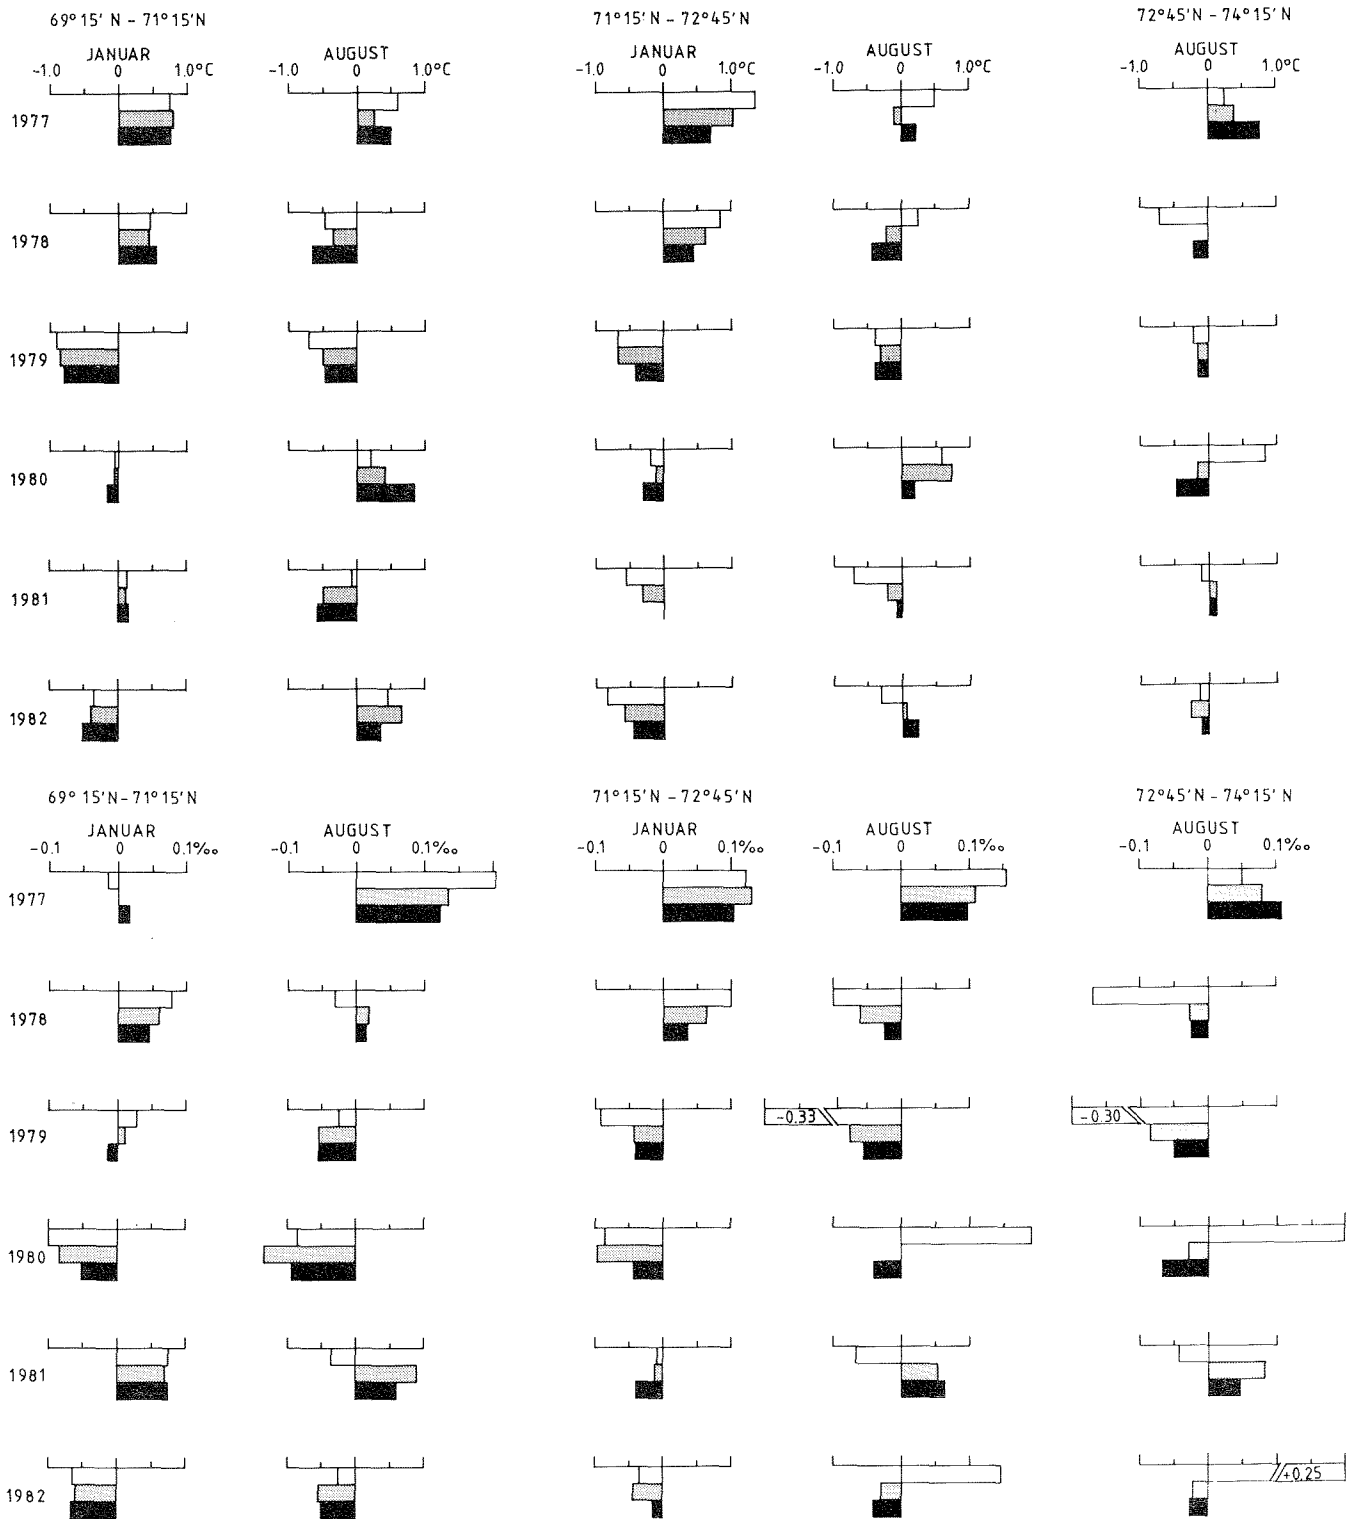 69°15'N - 71°15'N 71°15'N - 72°45'N 72°45'N - 74°15'N
JANUAR AUGUST JANUAR AUGUST AUGUST
-1.0 0 1.0°C -1.0 0 1.0°C -1.0 0 1.0°C -1.0 0 1.0°C -1.0 0 1.0°C
1977
1978
1979
1980
1981
1982
69°15'N - 71°15'N 71°15'N - 72°45'N 72°45'N - 74°15'N
JANUAR AUGUST JANUAR AUGUST AUGUST
-0.1 0 0.1‰ -0.1 0 0.1‰ -0.1 0 0.1‰ -0.1 0 0.1‰ -0.1 0 0.1‰
1977
1978
1979 -0.33 -0.30
1980
1981
1982 +0.25